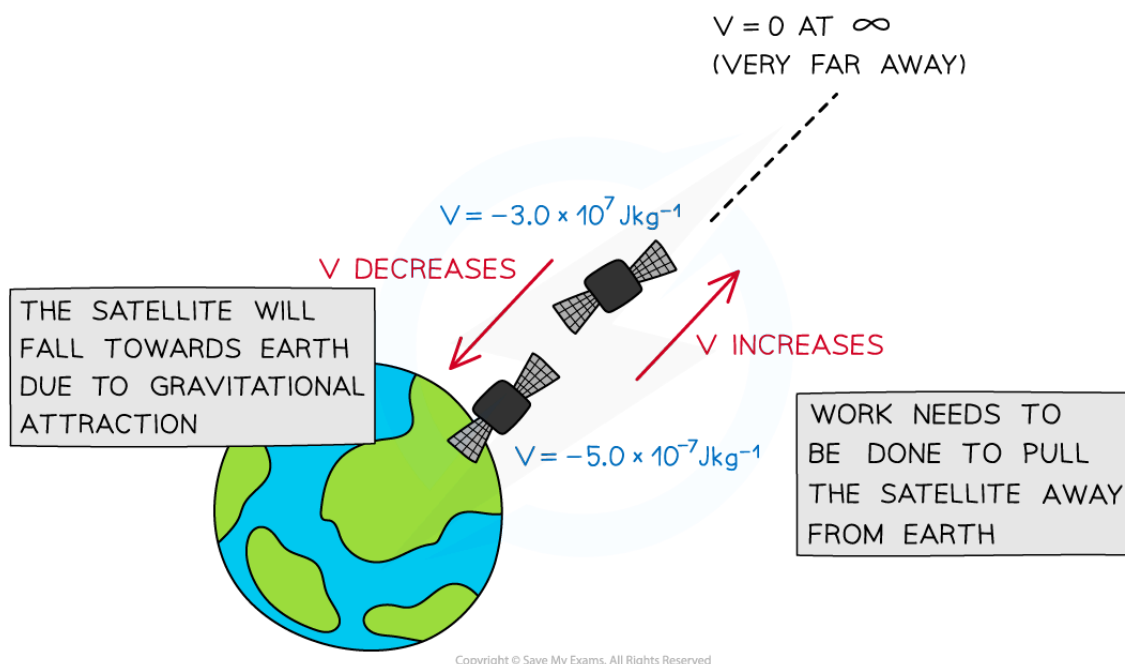 V = 0 AT ∞
(VERY FAR AWAY)
V = −3.0 × 10⁷ Jkg⁻¹
V DECREASES
THE SATELLITE WILL
FALL TOWARDS EARTH
DUE TO GRAVITATIONAL
ATTRACTION
V INCREASES
V = −5.0 × 10⁻⁷ Jkg⁻¹
WORK NEEDS TO
BE DONE TO PULL
THE SATELLITE AWAY
FROM EARTH
Copyright © Save My Exams. All Rights Reserved